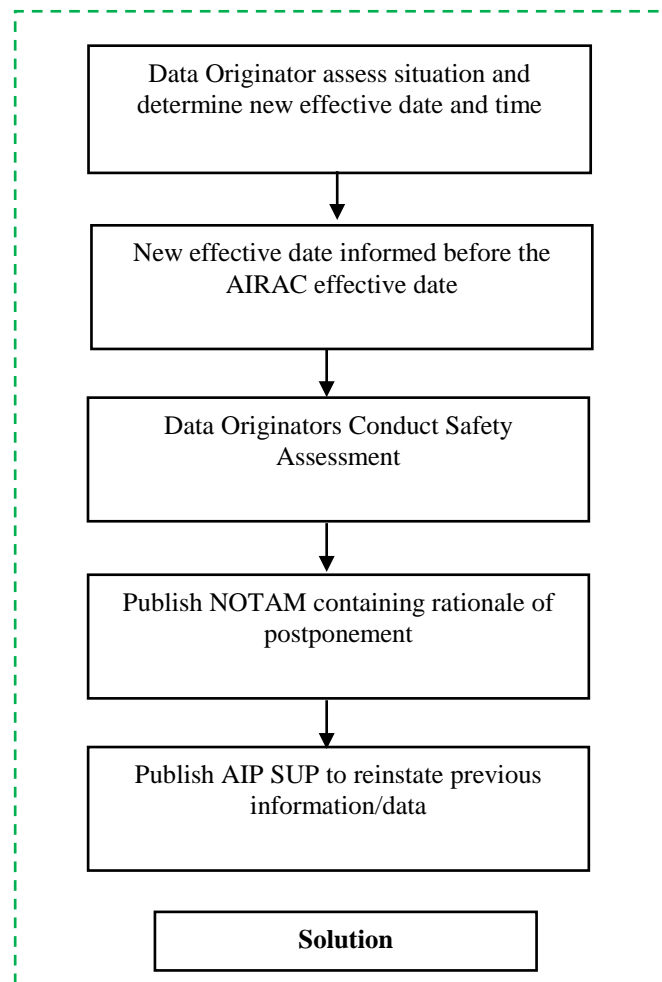 Data Originator assess situation and
determine new effective date and time
New effective date informed before the
AIRAC effective date
Data Originators Conduct Safety
Assessment
Publish NOTAM containing rationale of
postponement
Publish AIP SUP to reinstate previous
information/data
Solution